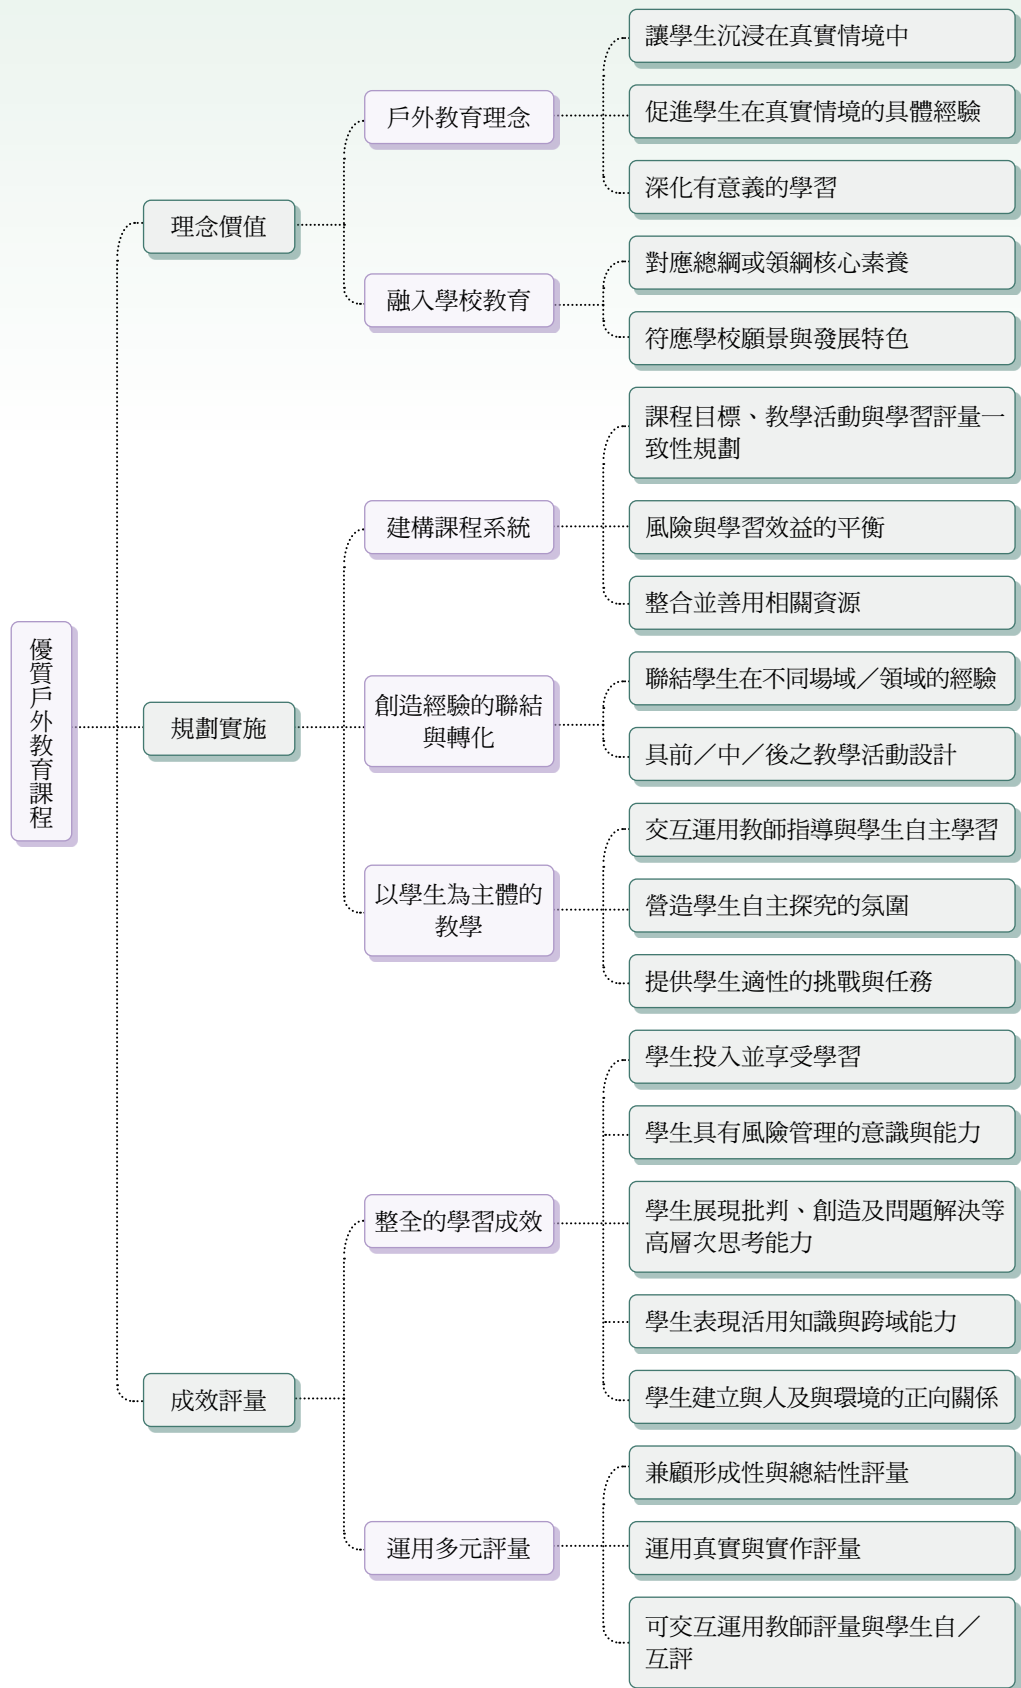 優質戶外教育課程
理念價值
戶外教育理念
讓學生沉浸在真實情境中
促進學生在真實情境的具體經驗
深化有意義的學習
融入學校教育
對應總綱或領綱核心素養
符應學校願景與發展特色
規劃實施
建構課程系統
課程目標、教學活動與學習評量一
致性規劃
風險與學習效益的平衡
整合並善用相關資源
創造經驗的聯結
與轉化
聯結學生在不同場域／領域的經驗
具前／中／後之教學活動設計
以學生為主體的
教學
交互運用教師指導與學生自主學習
營造學生自主探究的氛圍
提供學生適性的挑戰與任務
成效評量
整全的學習成效
學生投入並享受學習
學生具有風險管理的意識與能力
學生展現批判、創造及問題解決等
高層次思考能力
學生表現活用知識與跨域能力
學生建立與人及與環境的正向關係
運用多元評量
兼顧形成性與總結性評量
運用真實與實作評量
可交互運用教師評量與學生自／
互評